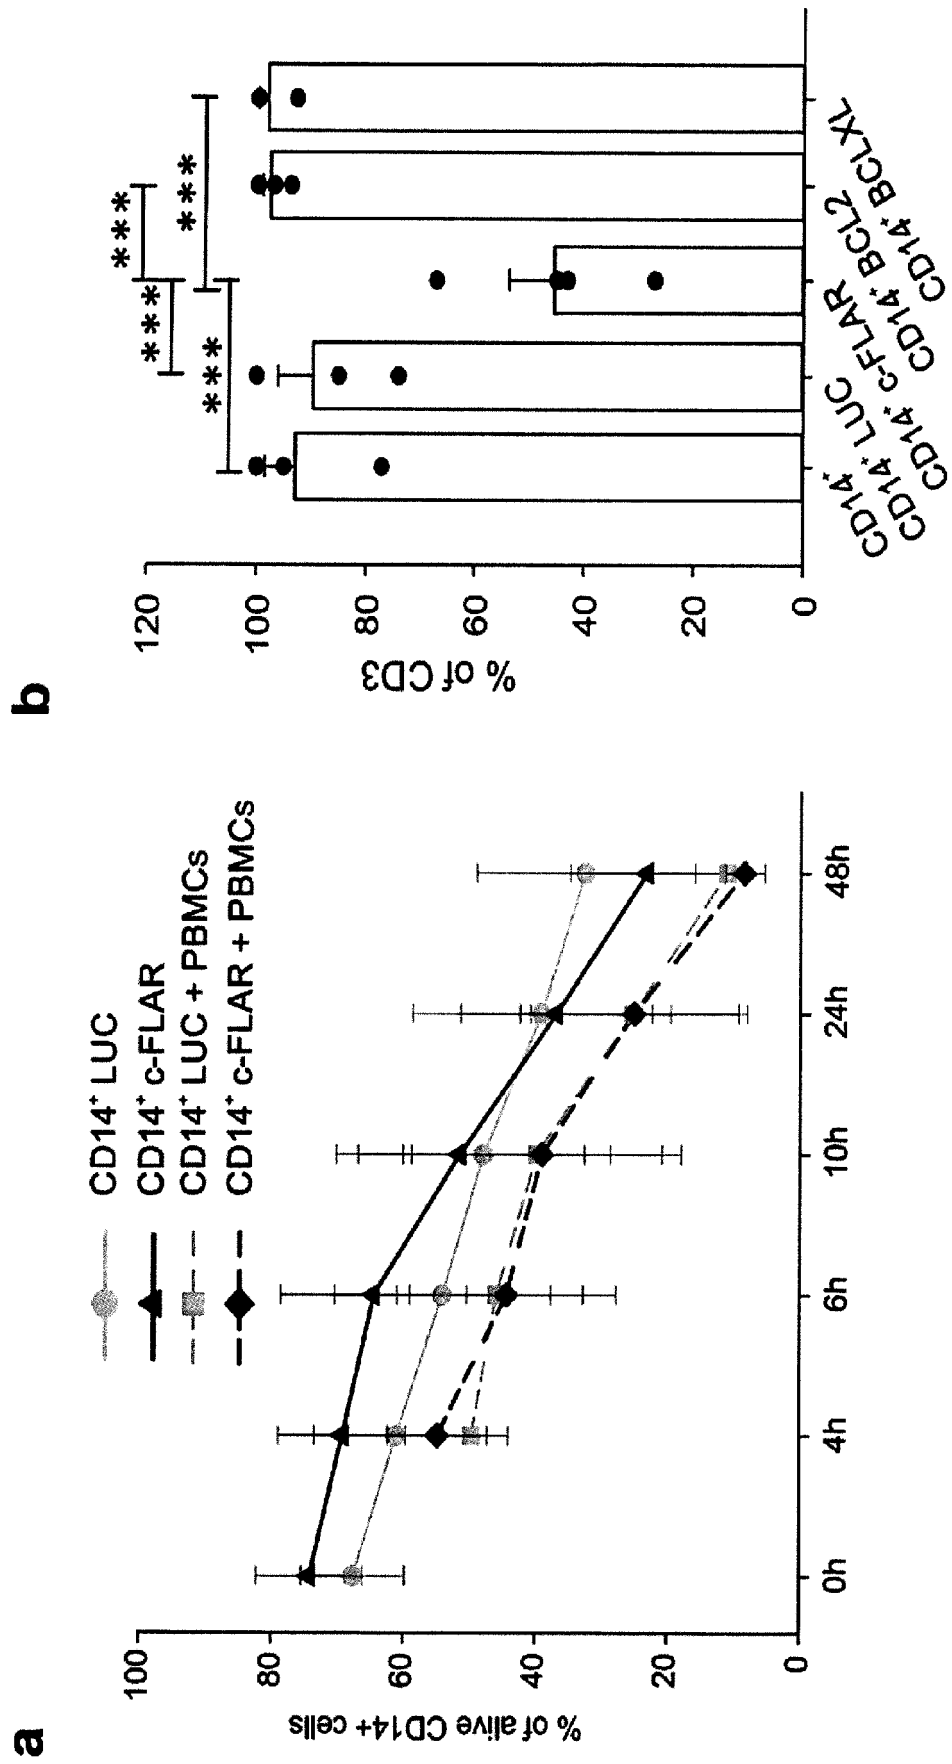 a
CD14⁺ LUC
CD14⁺ c-FLAR
CD14⁺ LUC + PBMCs
CD14⁺ c-FLAR + PBMCs
% of alive CD14+ cells
100
80
60
40
20
0
0h
4h
6h
10h
24h
48h
b
% of CD3
120
100
80
60
40
20
0
***
***
***
***
CD14⁺
CD14⁺ LUC
CD14⁺ c-FLAR
CD14⁺ BCL2
CD14⁺ BCLXL